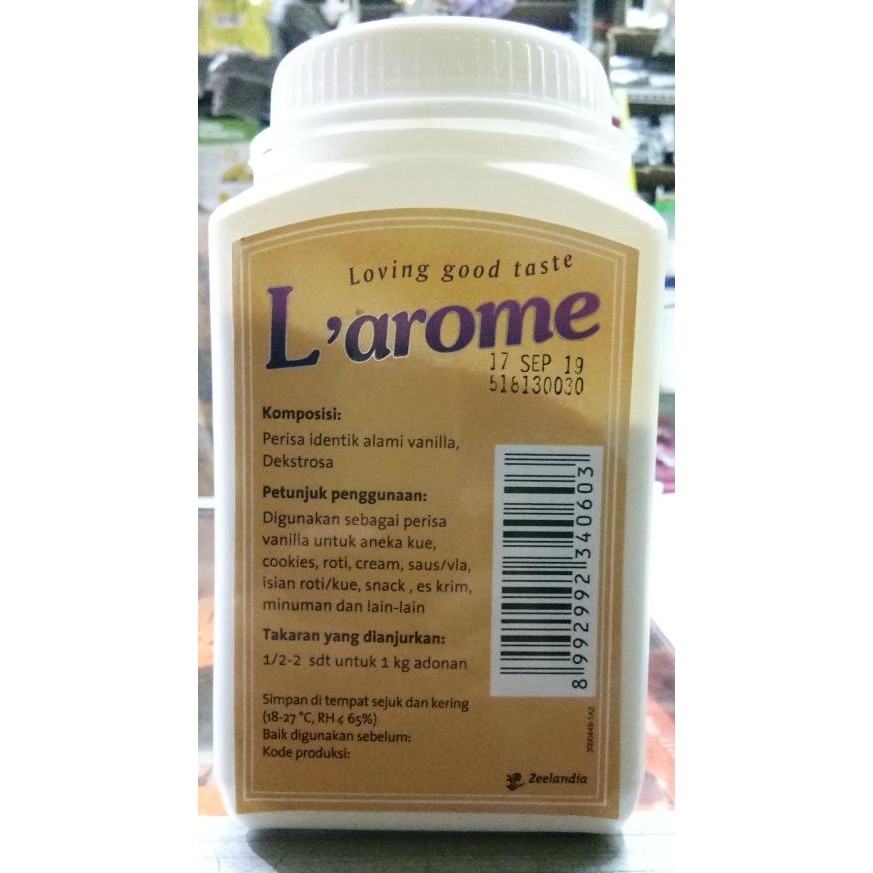 Loving good taste
L'arome
17 SEP 19
518130030
Komposisi:
Perisa identik alami vanilla,
Dekstrosa
Petunjuk penggunaan:
Digunakan sebagai perisa
vanilla untuk aneka kue,
cookies, roti, cream, saus/vla,
isian roti/kue, snack , es krim,
minuman dan lain-lain
Takaran yang dianjurkan:
1/2-2 sdt untuk 1 kg adonan
Simpan di tempat sejuk dan kering
(18-27 °C, RH ≤ 65%)
Baik digunakan sebelum:
Kode produksi:
8 992992 340603
Zeelandia